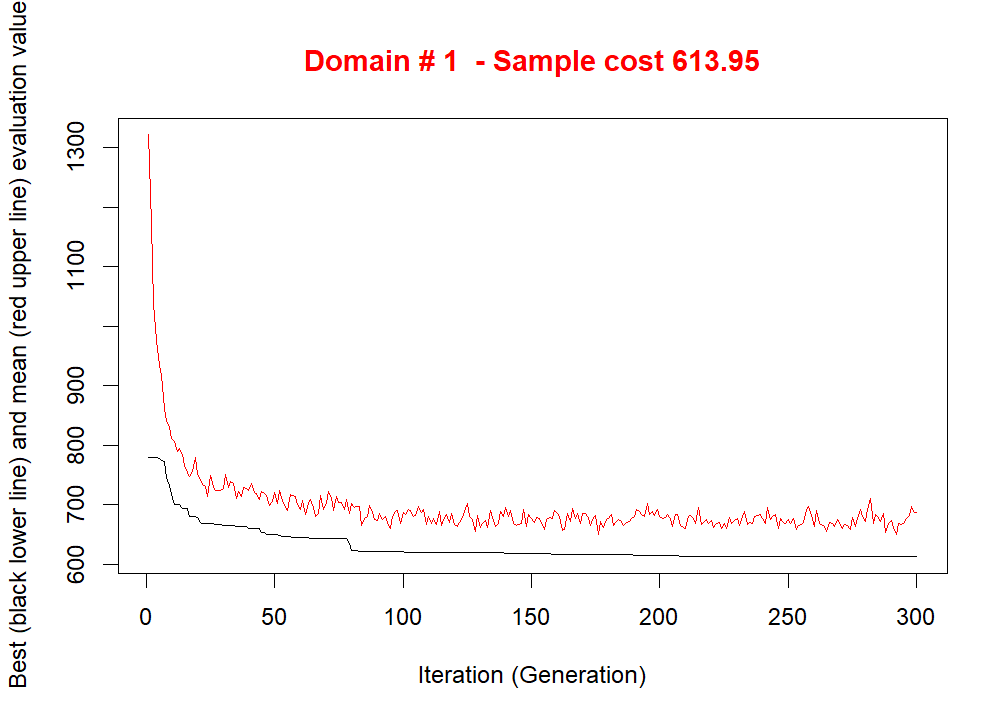 Domain # 1 - Sample cost 613.95
Best (black lower line) and mean (red upper line) evaluation value
1300
1100
900
800
700
600
0 50 100 150 200 250 300
Iteration (Generation)